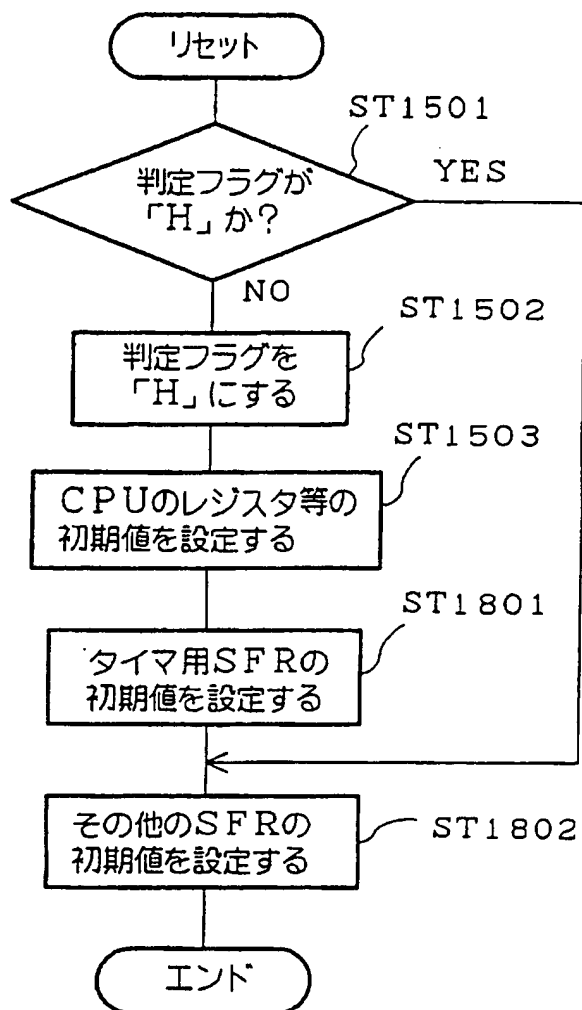 リセット
ST1501
判定フラグが
「H」か?
YES
NO
ST1502
判定フラグを
「H」にする
ST1503
CPUのレジスタ等の
初期値を設定する
ST1801
タイマ用SFRの
初期値を設定する
その他のSFRの
初期値を設定する
ST1802
エンド